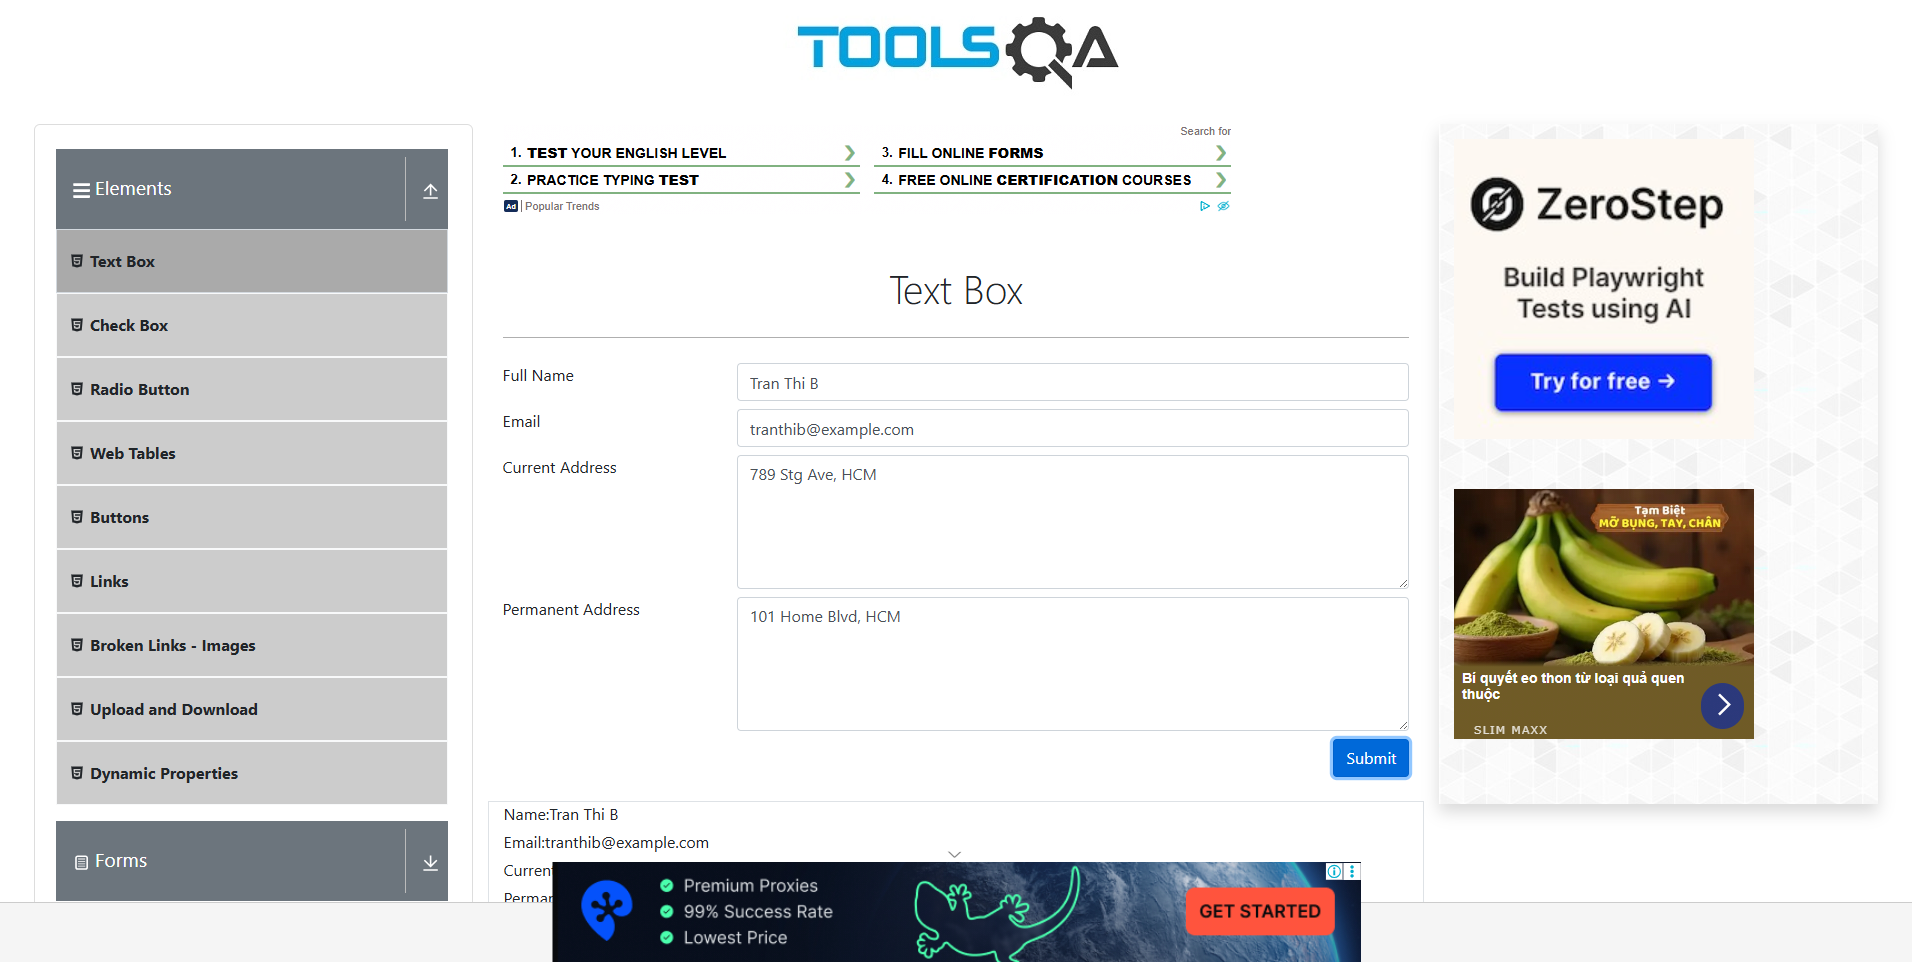 TOOLSQA
Elements
Text Box
Check Box
Radio Button
Web Tables
Buttons
Links
Broken Links - Images
Upload and Download
Dynamic Properties
Forms
Search for
1. TEST YOUR ENGLISH LEVEL
2. PRACTICE TYPING TEST
3. FILL ONLINE FORMS
4. FREE ONLINE CERTIFICATION COURSES
Ad | Popular Trends
Text Box
Full Name
Tran Thi B
Email
tranthib@example.com
Current Address
789 Stg Ave, HCM
Permanent Address
101 Home Blvd, HCM
Submit
Name:Tran Thi B
Email:tranthib@example.com
Curren
Permar
Premium Proxies
99% Success Rate
Lowest Price
GET STARTED
ZeroStep
Build Playwright
Tests using AI
Try for free →
Tạm Biệt
MỠ BỤNG, TAY, CHÂN
Bí quyết eo thon từ loại quả quen
thuộc
SLIM MAXX